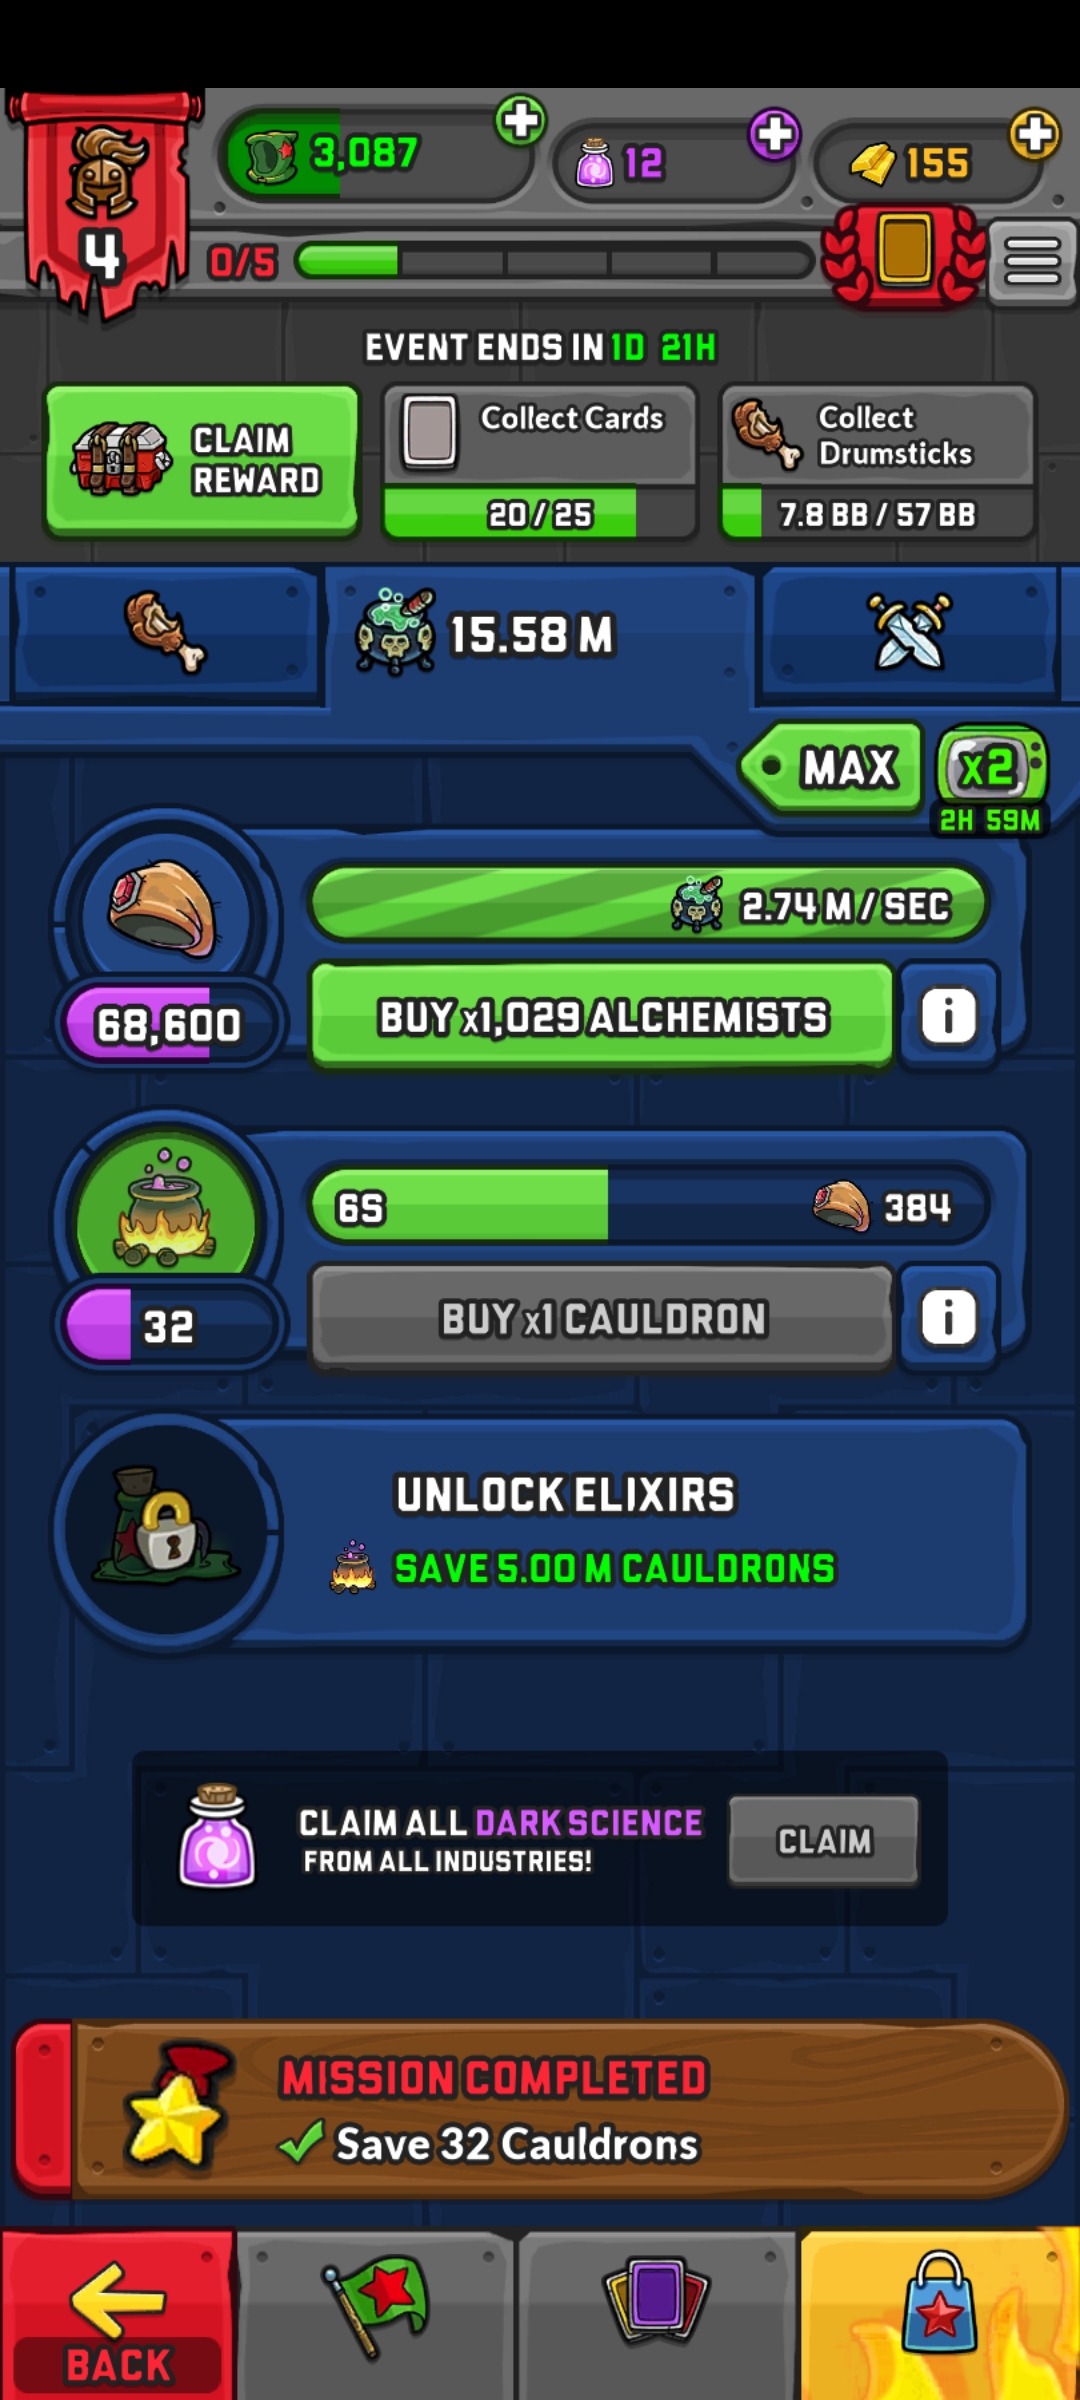 3,087
12
155
4
0/5
EVENT ENDS IN 1D 21H
CLAIM
REWARD
Collect Cards
20 / 25
Collect
Drumsticks
7.8 BB / 57 BB
15.58 M
MAX
x2
2H 59M
2.74 M / SEC
68,600
BUY x1,029 ALCHEMISTS
i
6S
384
32
BUY x1 CAULDRON
i
UNLOCK ELIXIRS
SAVE 5.00 M CAULDRONS
CLAIM ALL DARK SCIENCE
FROM ALL INDUSTRIES!
CLAIM
MISSION COMPLETED
Save 32 Cauldrons
BACK